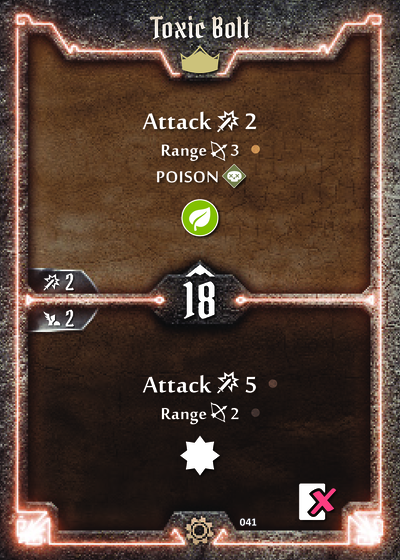 Toxic Bolt
Attack 2
Range 3
POISON
2
18
2
Attack 5
Range 2
041